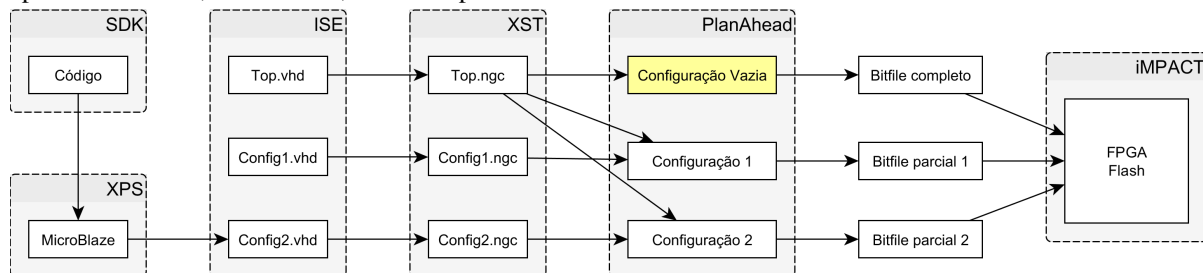 SDK
ISE
XST
PlanAhead
iMPACT
Código
Top.vhd
Top.ngc
Configuração Vazia
Bitfile completo
Config1.vhd
Config1.ngc
Configuração 1
Bitfile parcial 1
FPGA
Flash
XPS
MicroBlaze
Config2.vhd
Config2.ngc
Configuração 2
Bitfile parcial 2